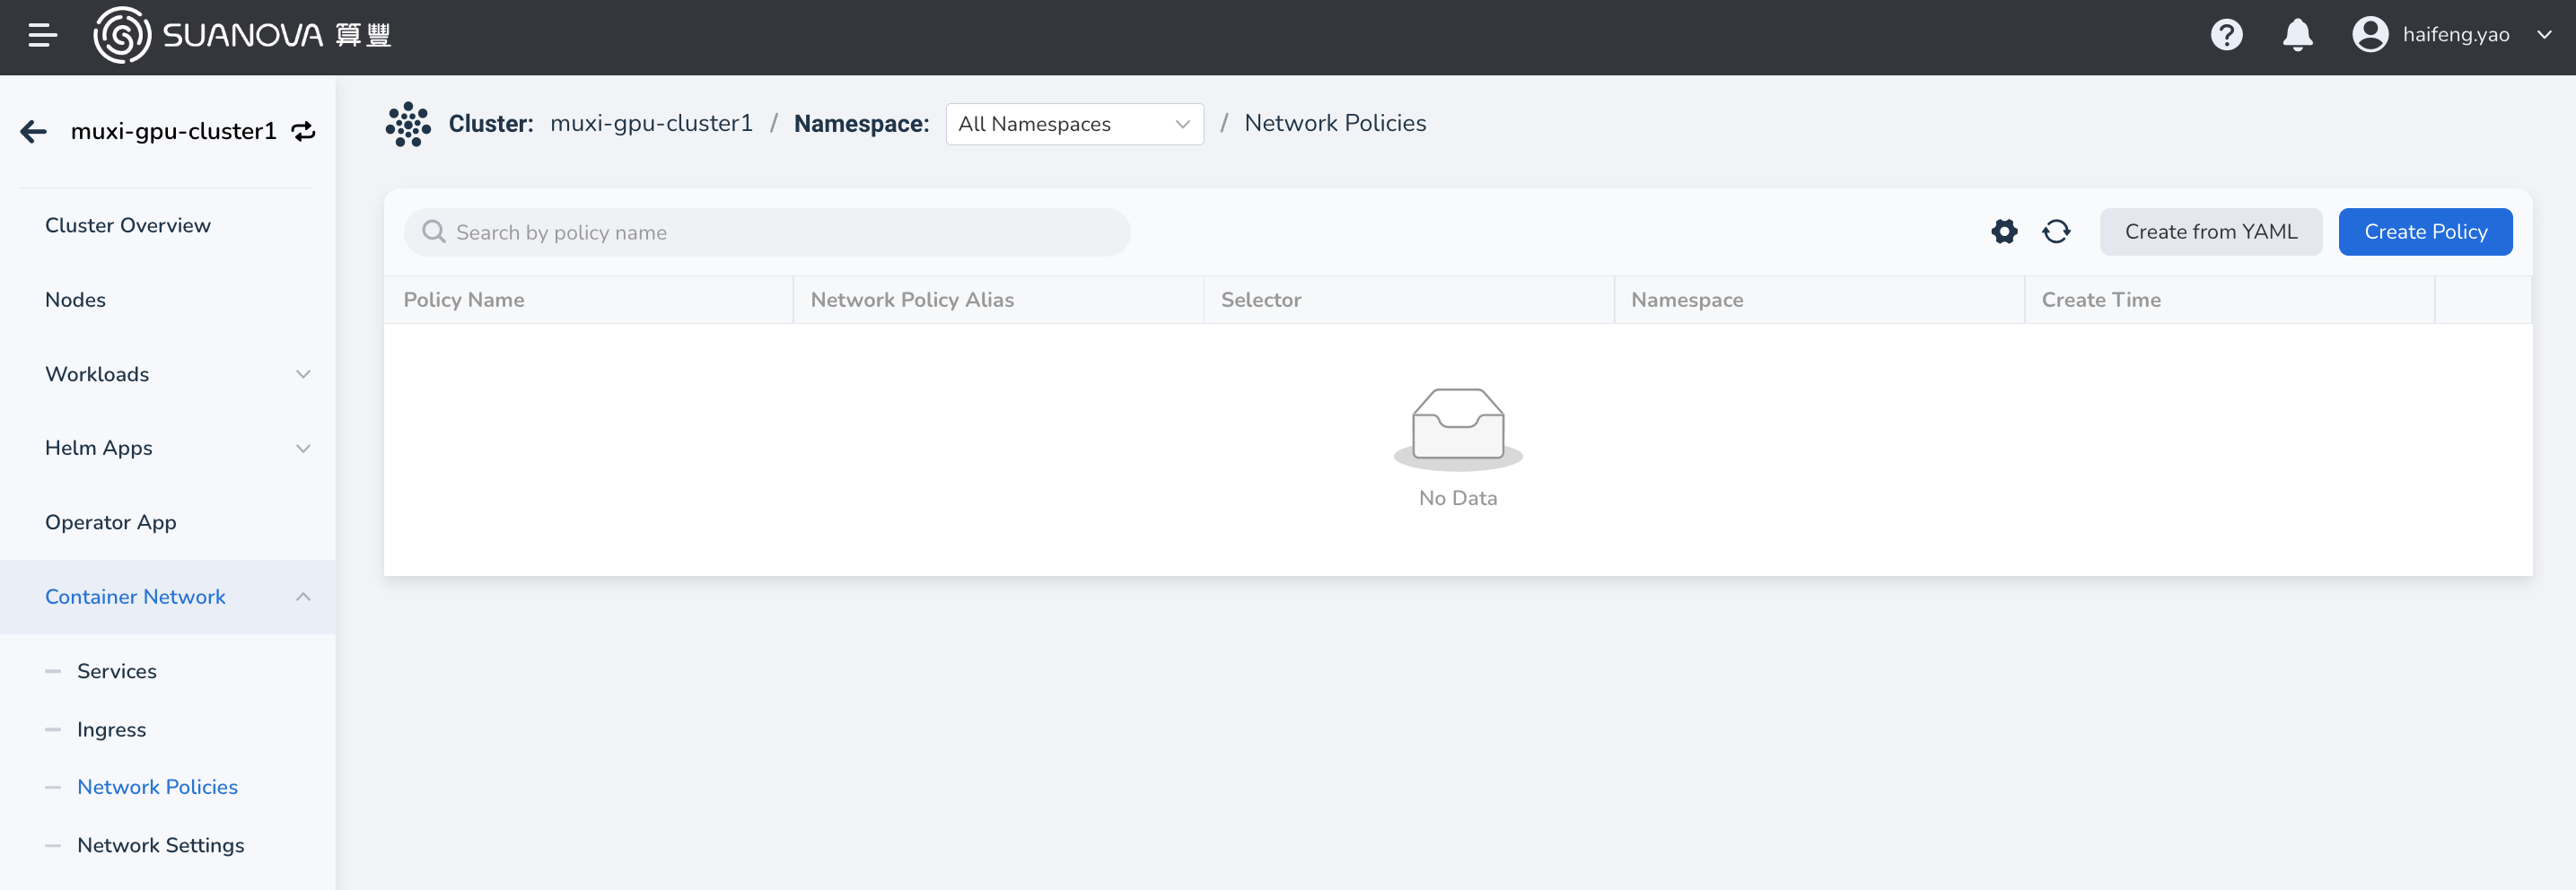 SUANOVA 算豐
haifeng.yao
muxi-gpu-cluster1
Cluster: muxi-gpu-cluster1 / Namespace: All Namespaces / Network Policies
Cluster Overview
Nodes
Workloads
Helm Apps
Operator App
Container Network
Services
Ingress
Network Policies
Network Settings
Search by policy name
Create from YAML
Create Policy
Policy Name Network Policy Alias Selector Namespace Create Time
No Data